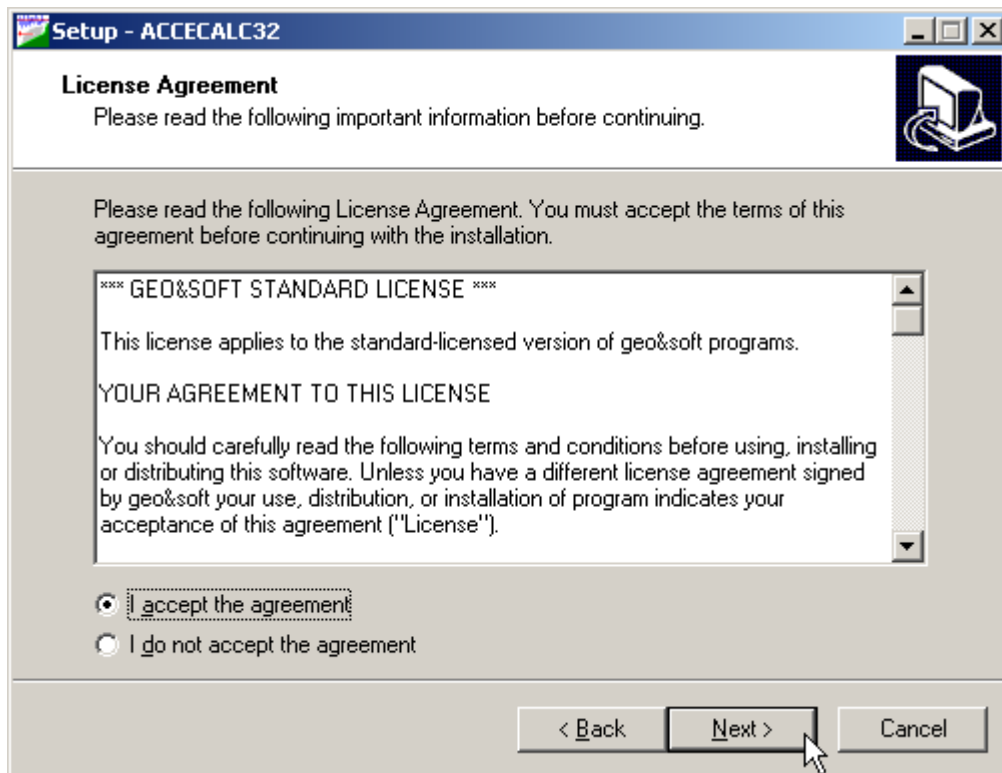 Setup - ACCECALC32
License Agreement
Please read the following important information before continuing.
Please read the following License Agreement. You must accept the terms of this
agreement before continuing with the installation.
*** GEO&SOFT STANDARD LICENSE ***
This license applies to the standard-licensed version of geo&soft programs.
YOUR AGREEMENT TO THIS LICENSE
You should carefully read the following terms and conditions before using, installing
or distributing this software. Unless you have a different license agreement signed
by geo&soft your use, distribution, or installation of program indicates your
acceptance of this agreement ("License").
I accept the agreement
I do not accept the agreement
< Back
Next >
Cancel